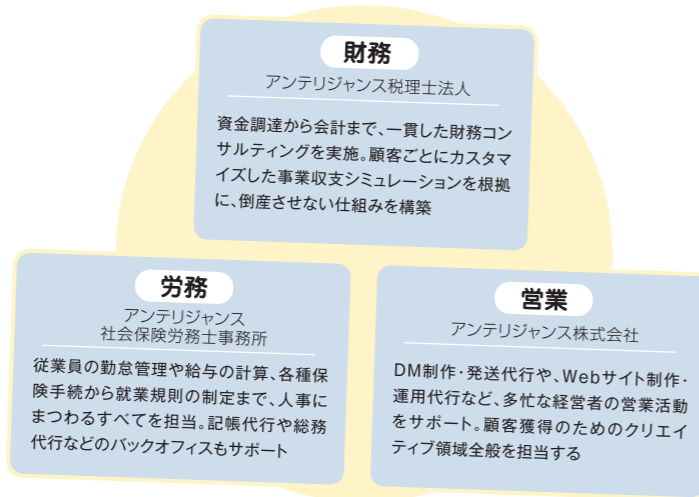 財務
アンテリジャンス税理士法人
資金調達から会計まで、一貫した財務コン
サルティングを実施。顧客ごとにカスタマ
イズした事業収支シミュレーションを根拠
に、倒産させない仕組みを構築
労務
アンテリジャンス
社会保険労務士事務所
従業員の勤怠管理や給与の計算、各種保
険手続から就業規則の制定まで、人事に
まつわるすべてを担当。記帳代行や総務
代行などのバックオフィスもサポート
営業
アンテリジャンス株式会社
DM制作・発送代行や、Webサイト制作・
運用代行など、多忙な経営者の営業活動
をサポート。顧客獲得のためのクリエイ
ティブ領域全般を担当する